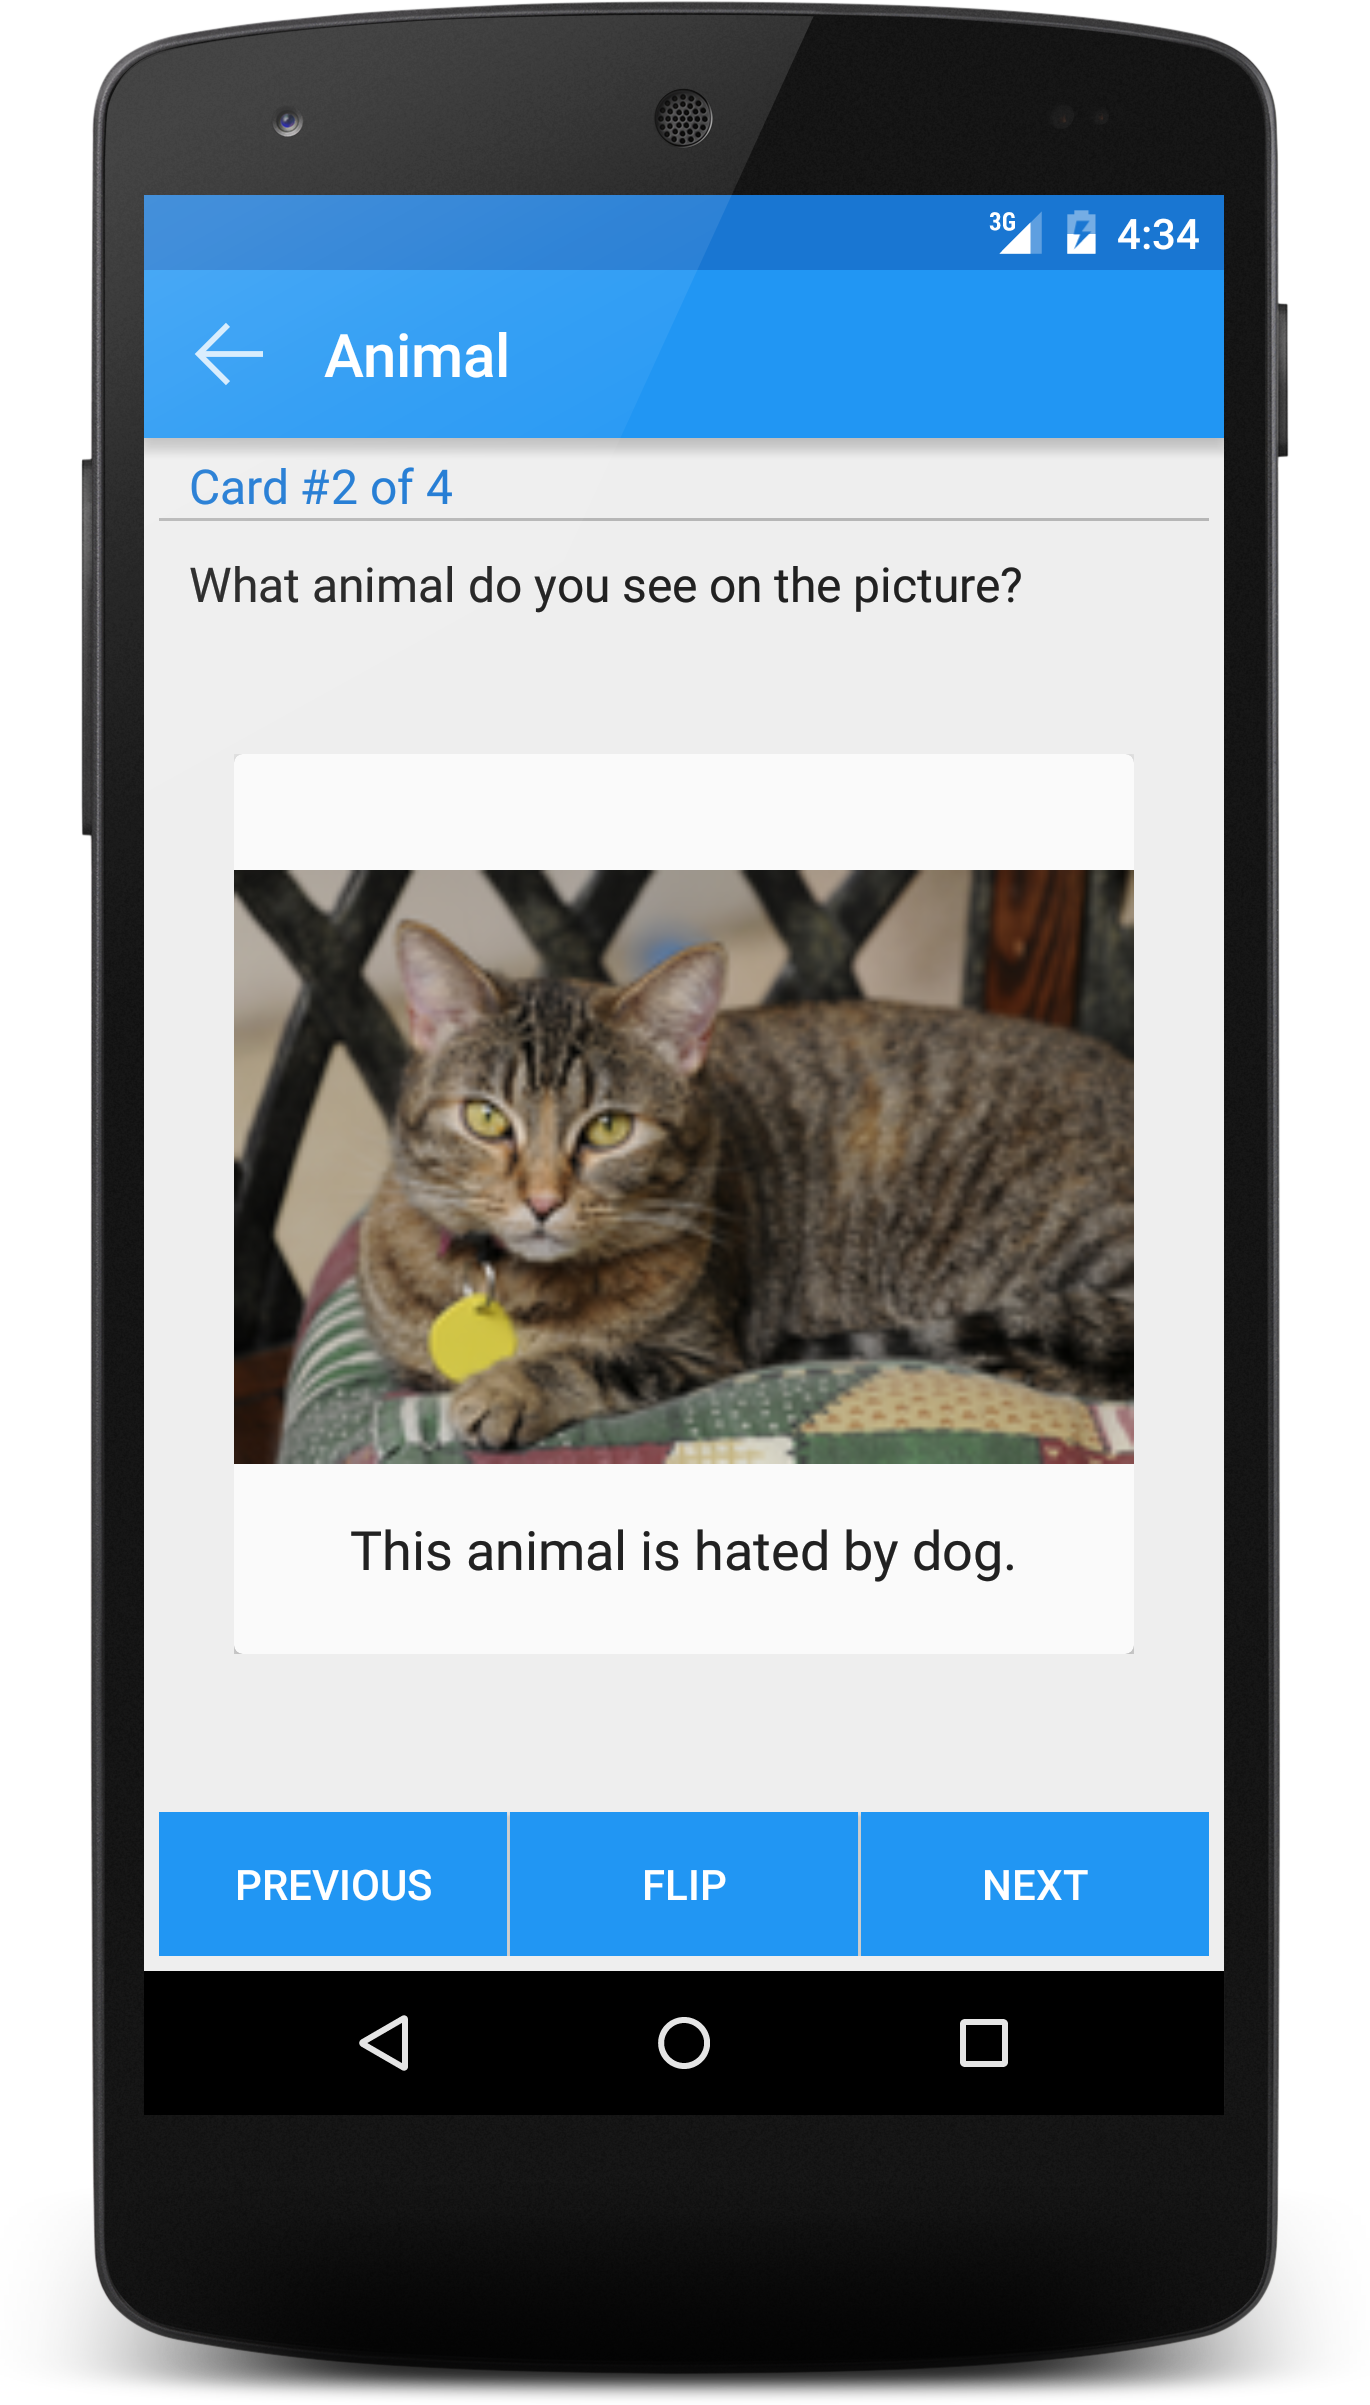 3G 4:34
Animal
Card #2 of 4
What animal do you see on the picture?
This animal is hated by dog.
PREVIOUS FLIP NEXT